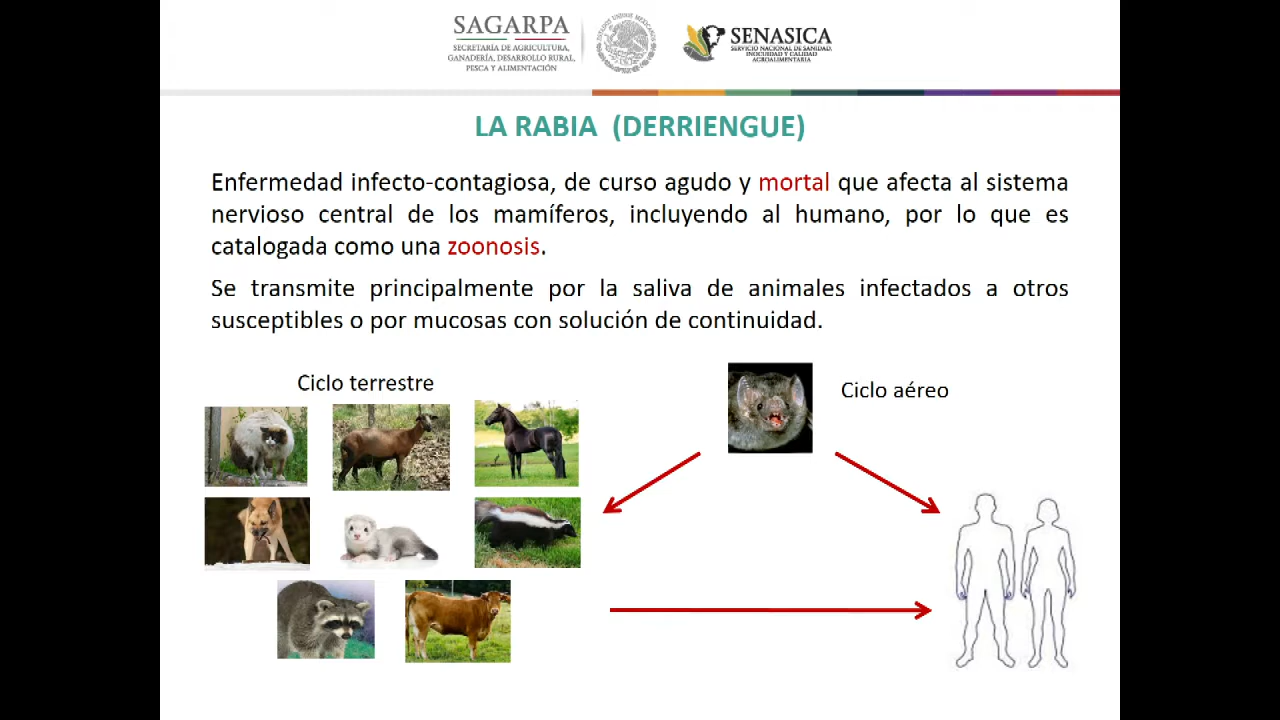 SAGARPA
SECRETARÍA DE AGRICULTURA,
GANADERÍA, DESARROLLO RURAL,
PESCA Y ALIMENTACIÓN
ESTADOS UNIDOS MEXICANOS
SENASICA
SERVICIO NACIONAL DE SANIDAD,
INOCUIDAD Y CALIDAD
AGROALIMENTARIA
LA RABIA (DERRIENGUE)
Enfermedad infecto-contagiosa, de curso agudo y mortal que afecta al sistema
nervioso central de los mamíferos, incluyendo al humano, por lo que es
catalogada como una zoonosis.
Se transmite principalmente por la saliva de animales infectados a otros
susceptibles o por mucosas con solución de continuidad.
Ciclo terrestre
Ciclo aéreo